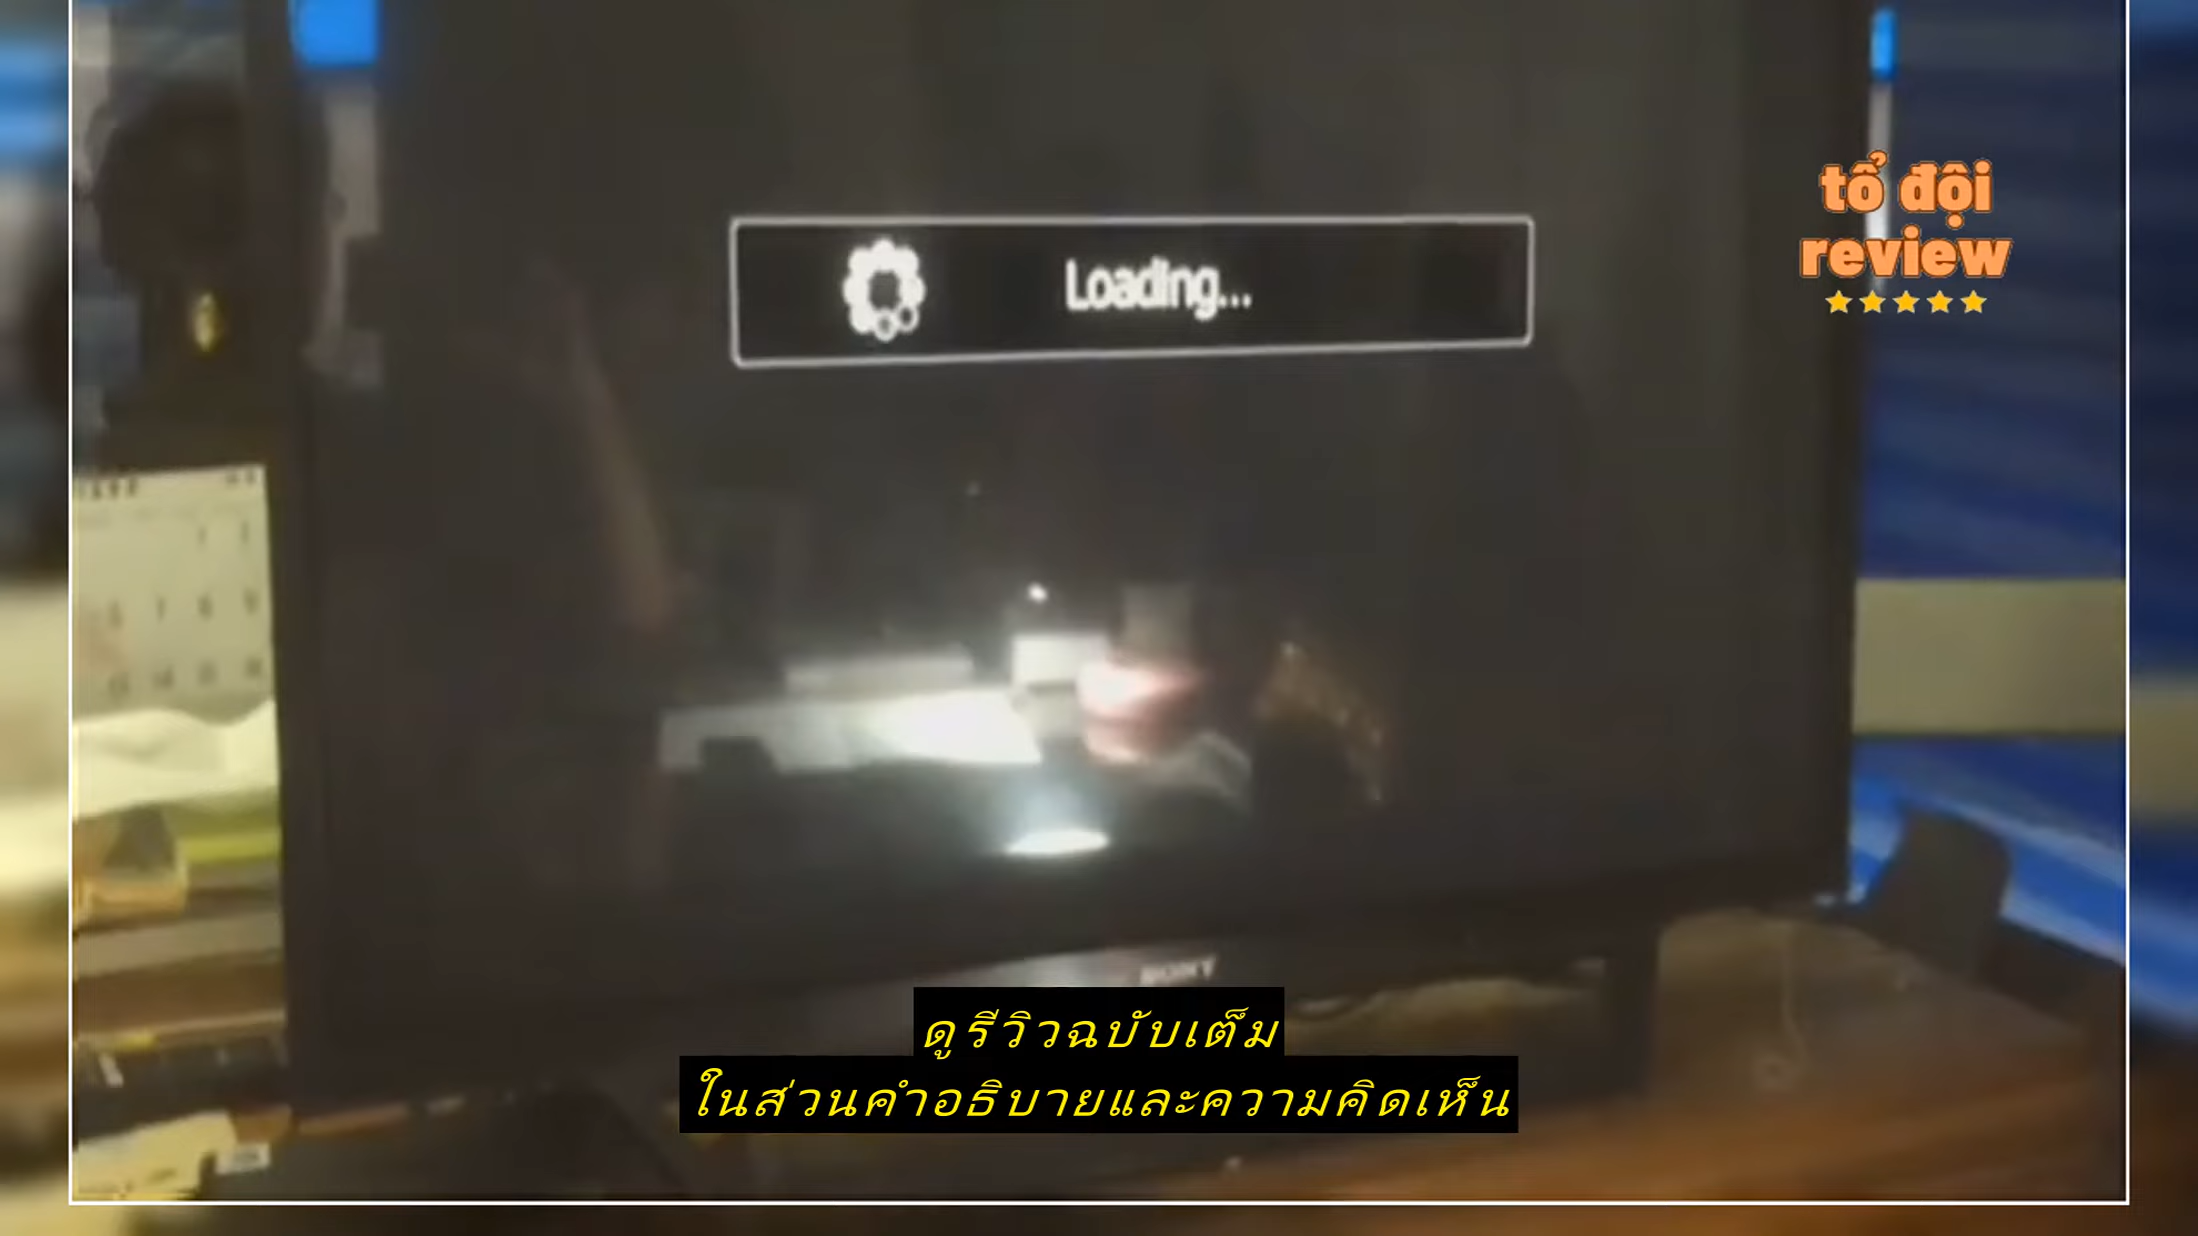 tổ đội
review
Loading...
SONY
ดูรีวิวฉบับเต็ม
ในส่วนคำอธิบายและความคิดเห็น